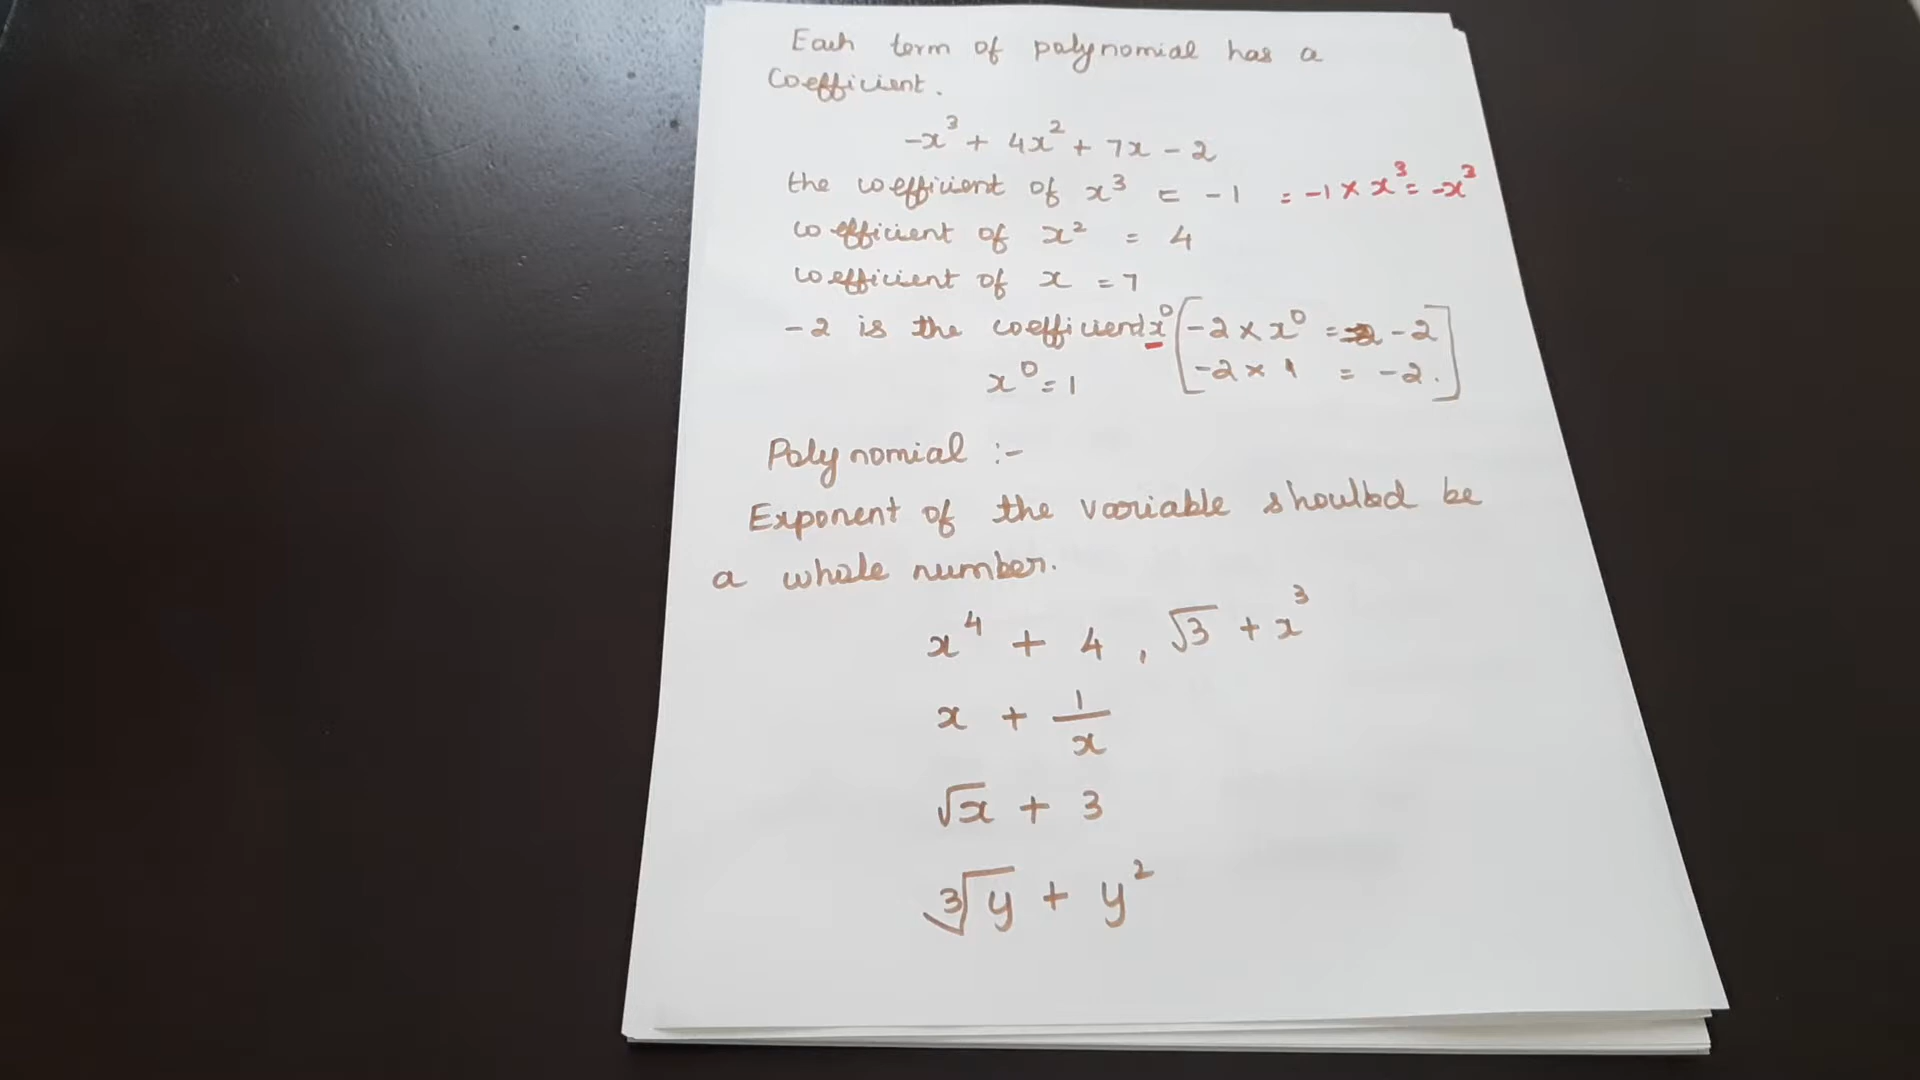 Each term of polynomial has a
coefficient.
-x³ + 4x² + 7x - 2
the coefficient of x³ = -1 = -1 × x³ = -x³
coefficient of x² = 4
coefficient of x = 7
-2 is the coefficient x⁰ [-2 × x⁰ = -2
x⁰ = 1 -2 × 1 = -2.]
Polynomial :-
Exponent of the variable should be
a whole number.
x⁴ + 4, √3 + x³
x + 1/x
√x + 3
³√y + y²